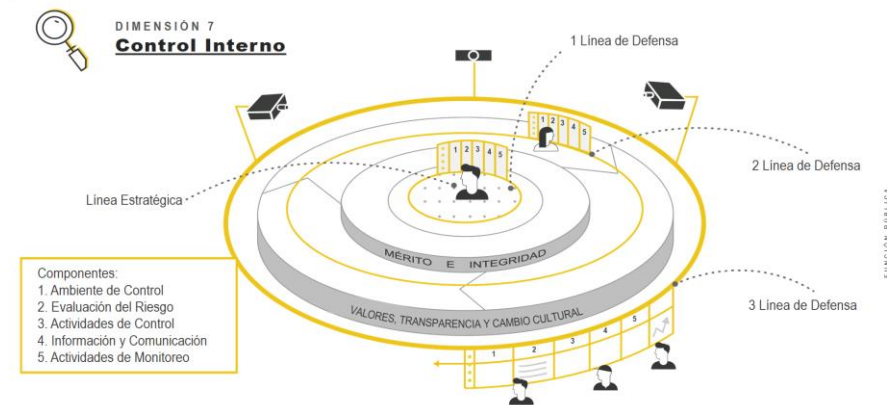 DIMENSIÓN 7
Control Interno
1 Línea de Defensa
1 2 3 4 5
1 2 3 4 5
2 Línea de Defensa
Línea Estratégica
FUNCIÓN PÚBLICA
MÉRITO E INTEGRIDAD
Componentes:
1. Ambiente de Control
2. Evaluación del Riesgo
3. Actividades de Control
4. Información y Comunicación
5. Actividades de Monitoreo
VALORES, TRANSPARENCIA Y CAMBIO CULTURAL
3 Línea de Defensa
1 2 3 4 5